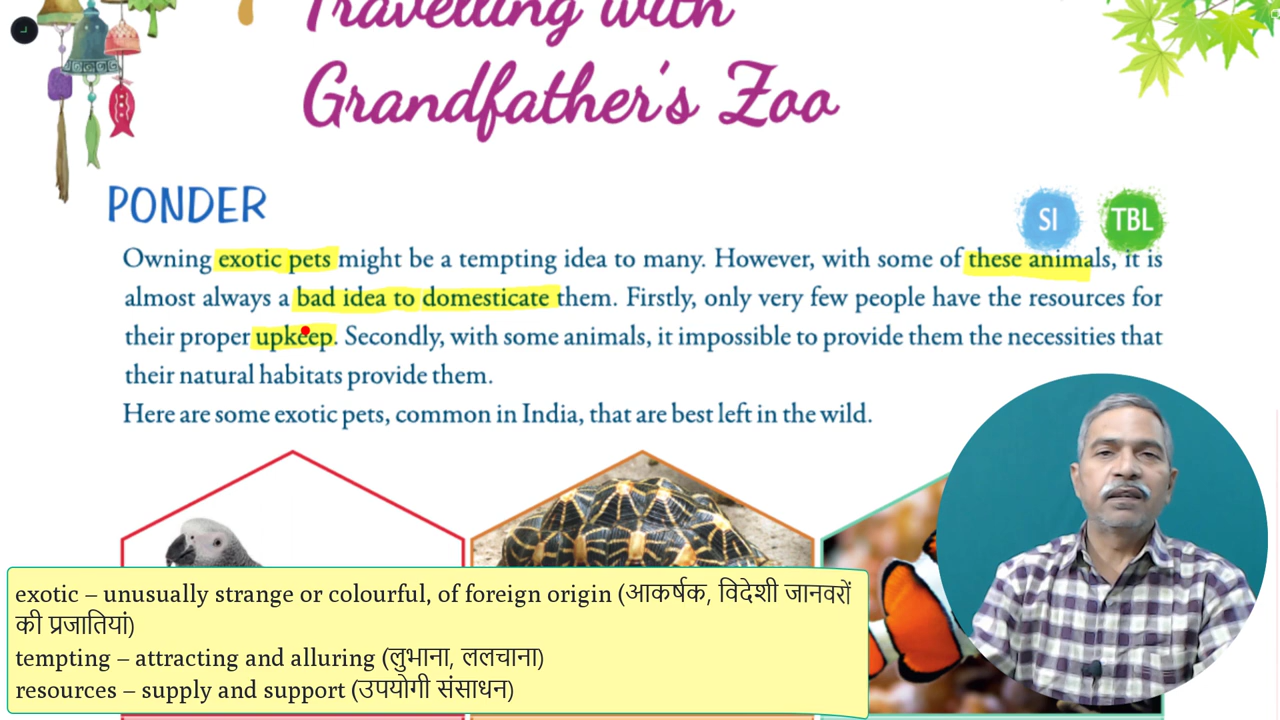 Travelling with
Grandfather's Zoo
PONDER
SI
TBL
Owning exotic pets might be a tempting idea to many. However, with some of these animals, it is
almost always a bad idea to domesticate them. Firstly, only very few people have the resources for
their proper upkeep. Secondly, with some animals, it impossible to provide them the necessities that
their natural habitats provide them.
Here are some exotic pets, common in India, that are best left in the wild.
exotic – unusually strange or colourful, of foreign origin (आकर्षक, विदेशी जानवरों
की प्रजातियां)
tempting – attracting and alluring (लुभाना, ललचाना)
resources – supply and support (उपयोगी संसाधन)